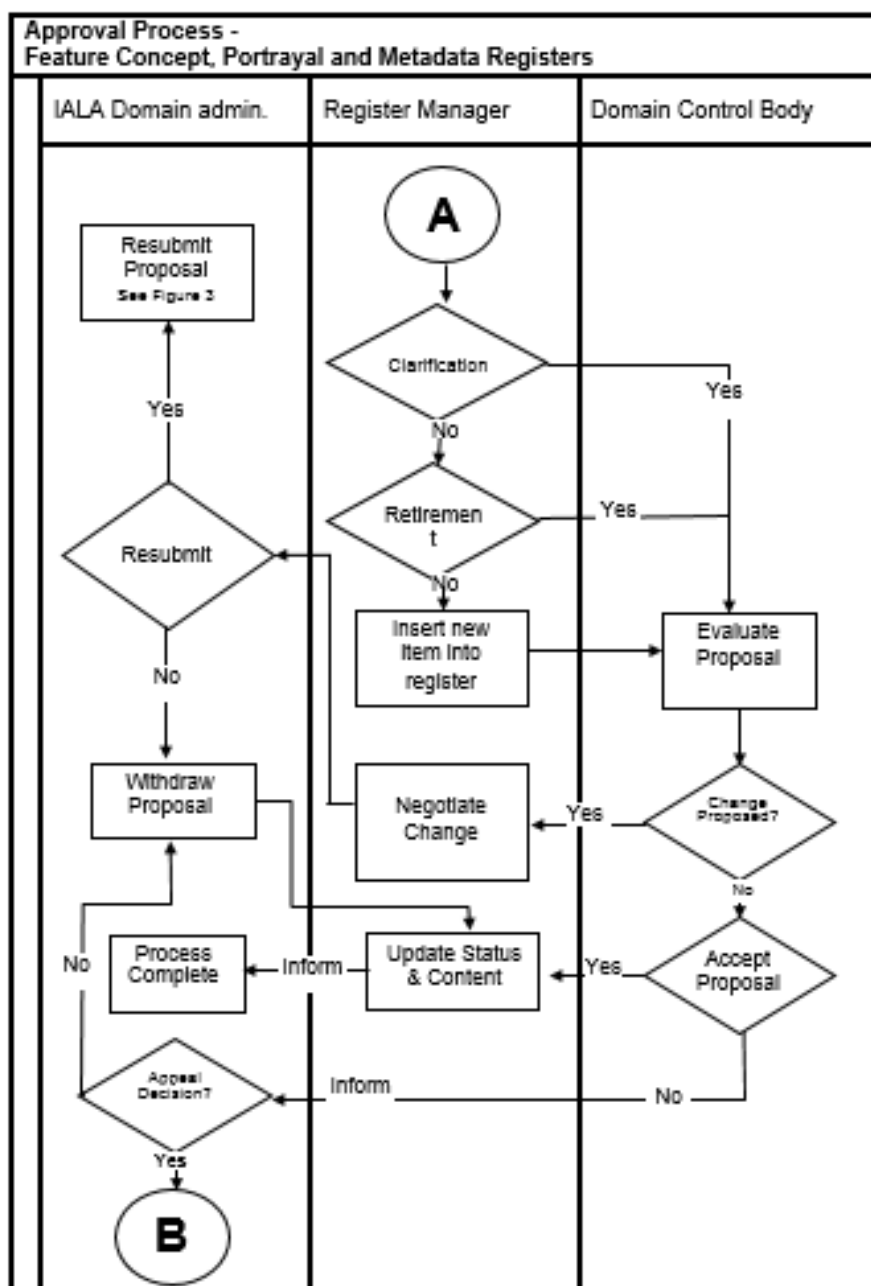 Approval Process -
Feature Concept, Portrayal and Metadata Registers
IALA Domain admin.
Register Manager
Domain Control Body
A
Resubmit
Proposal
See Figure 3
Clarification
Yes
Yes
No
Retiremen
t
Yes
Resubmit
No
Insert new
Item into
register
Evaluate
Proposal
No
Withdraw
Proposal
Negotiate
Change
Yes
Change
Proposed?
No
No
Process
Complete
Inform
Update Status
& Content
Yes
Accept
Proposal
Appeal
Decision?
Inform
No
Yes
B